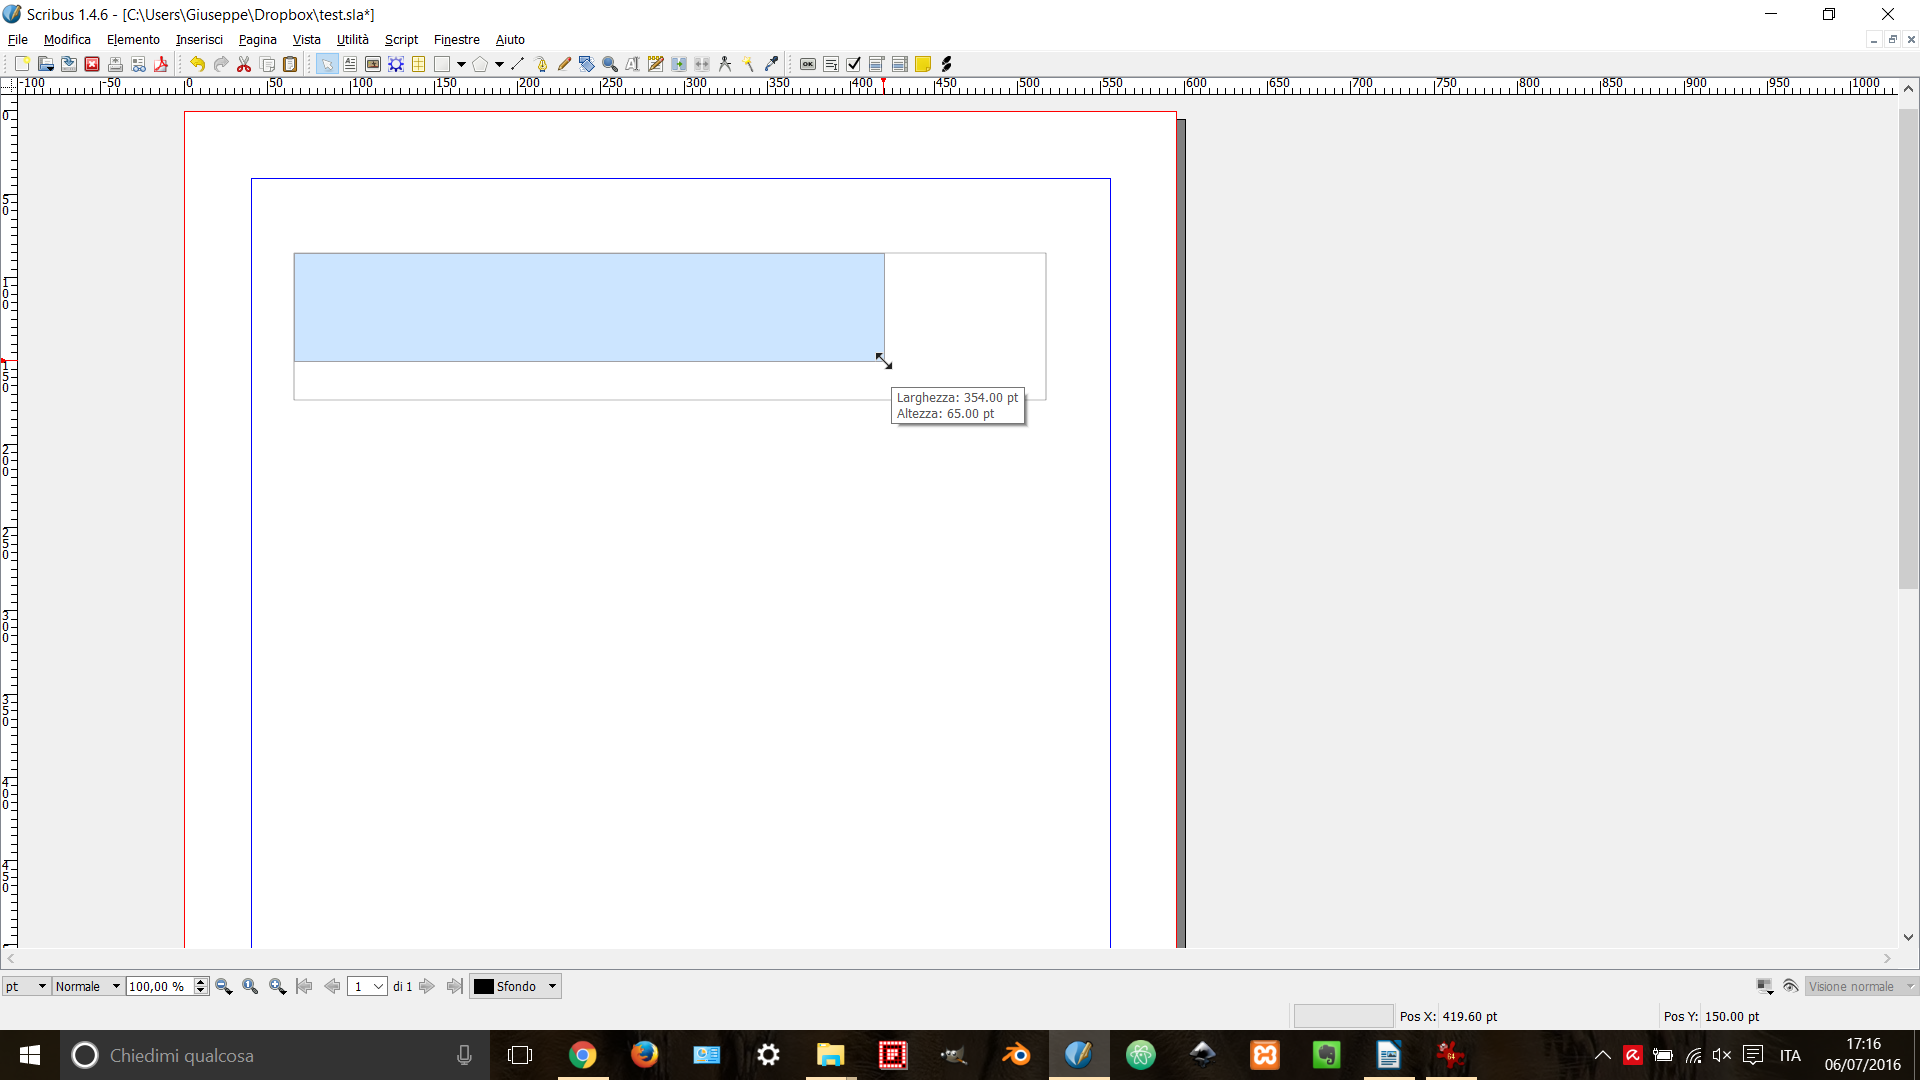 Scribus 1.4.6 - [C:\Users\Giuseppe\Dropbox\test.sla*]
File Modifica Elemento Inserisci Pagina Vista Utilità Script Finestre Aiuto
-100 -50 0 50 100 150 200 250 300 350 400 450 500 550 600 650 700 750 800 850 900 950 1000
0
50
100
150
200
250
300
350
400
450
Larghezza: 354.00 pt
Altezza: 65.00 pt
pt Normale 100,00 % 1 di 1 Sfondo Visione normale
Pos X: 419.60 pt Pos Y: 150.00 pt
Chiedimi qualcosa
64
ITA
17:16
06/07/2016